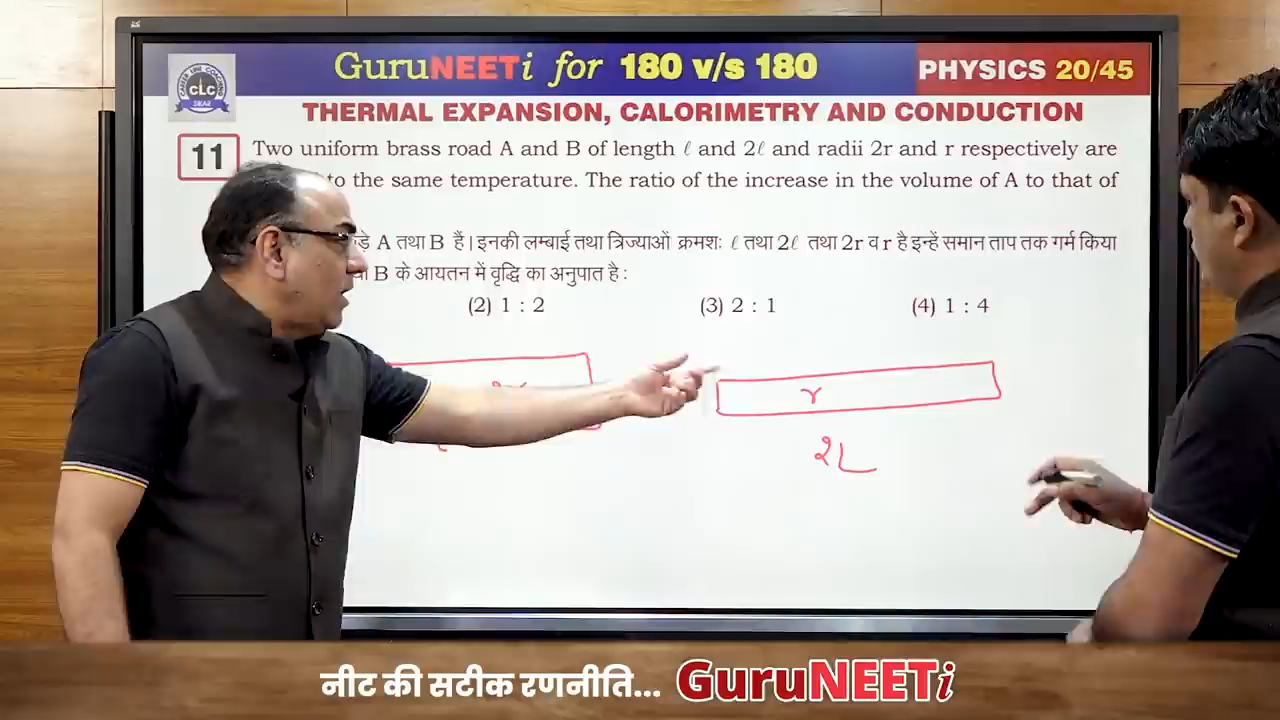 GuruNEETi for 180 v/s 180
PHYSICS 20/45
CLC
SIKAR
THERMAL EXPANSION, CALORIMETRY AND CONDUCTION
11 Two uniform brass road A and B of length ℓ and 2ℓ and radii 2r and r respectively are
to the same temperature. The ratio of the increase in the volume of A to that of
A तथा B हैं। इनकी लम्बाई तथा त्रिज्याओं क्रमशः ℓ तथा 2ℓ तथा 2r व r है इन्हें समान ताप तक गर्म किया
B के आयतन में वृद्धि का अनुपात है :
(2) 1 : 2 (3) 2 : 1 (4) 1 : 4
r
2L
नीट की सटीक रणनीति... GuruNEETi